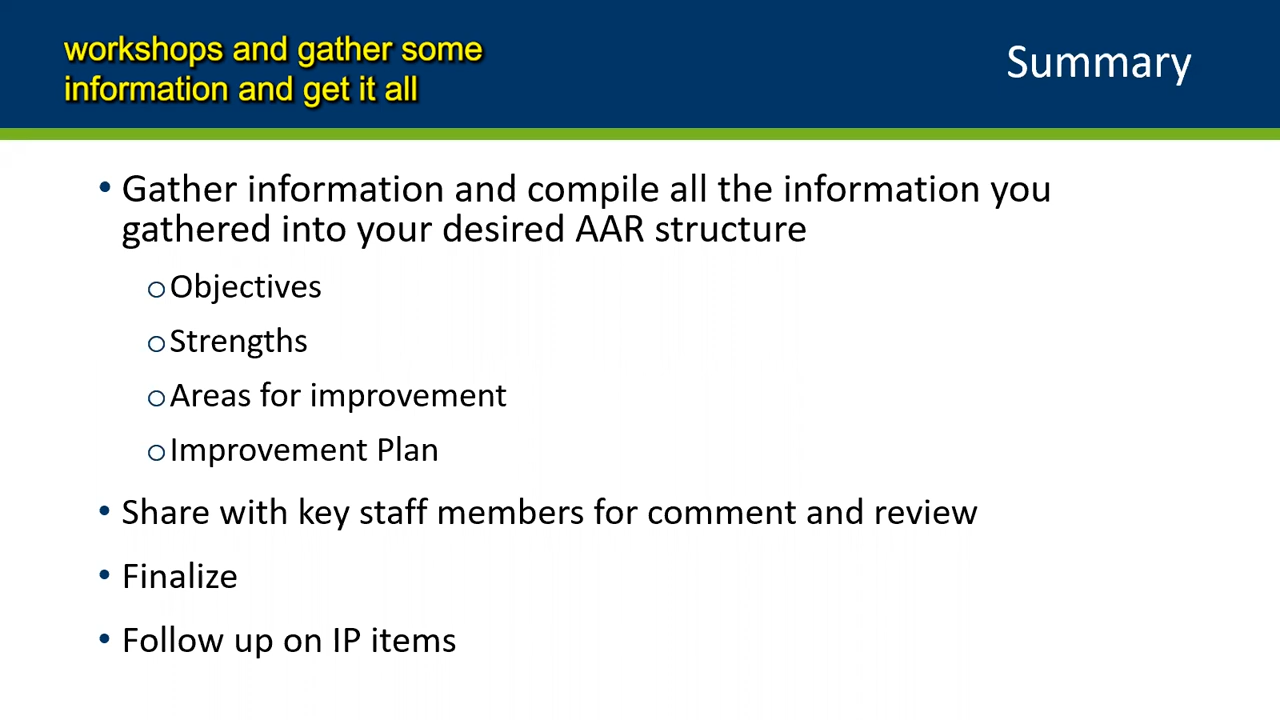 workshops and gather some
information and get it all
Summary
• Gather information and compile all the information you
gathered into your desired AAR structure
o Objectives
o Strengths
o Areas for improvement
o Improvement Plan
• Share with key staff members for comment and review
• Finalize
• Follow up on IP items